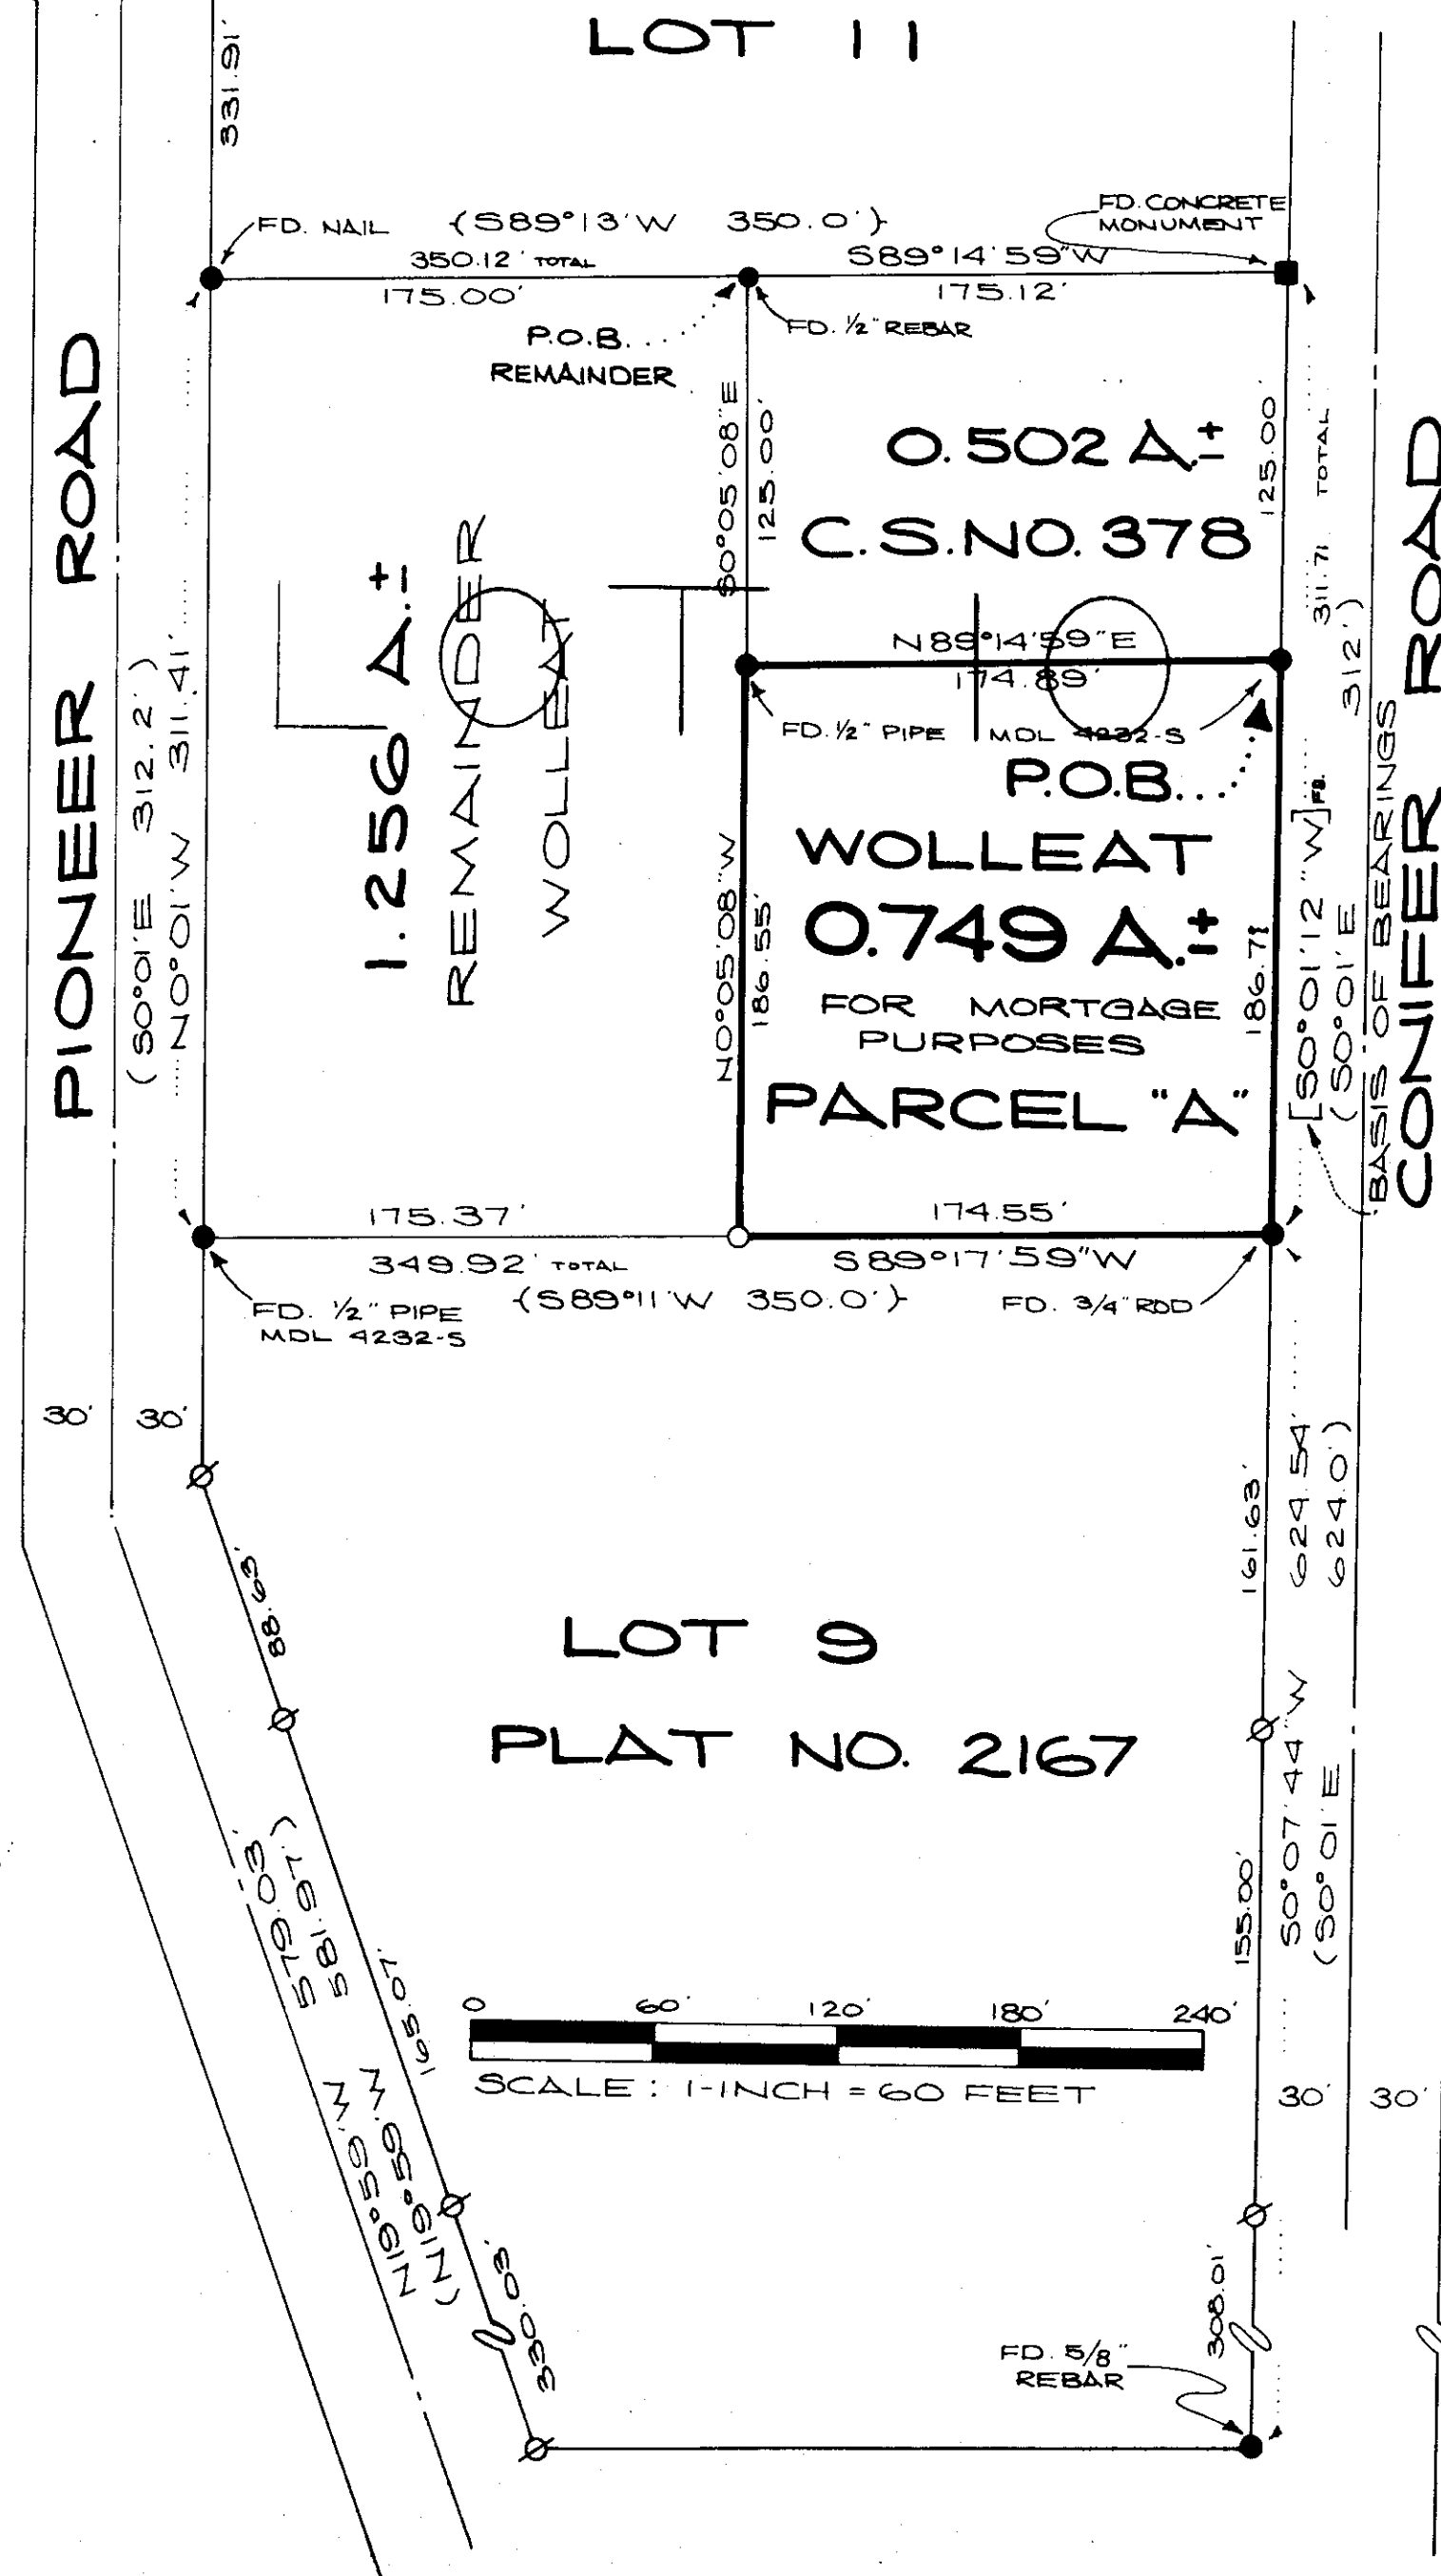 LOT 11
331.91'
FD. NAIL
(S89°13'W 350.0')
FD. CONCRETE
MONUMENT
350.12' TOTAL
S89°14'59"W
175.00'
175.12'
P.O.B....
REMAINDER
FD. 1/2" REBAR
S0°05'08"E
125.00'
0.502 A.±
C.S.NO. 378
125.00'
311.71 TOTAL
PIONEER ROAD
(S0°01'E 312.2')
N0°01'W 311.41'
LOT 10
1.256 A.±
REMAINDER
WOLLEAT
N89°14'59"E
174.89'
FD. 1/2" PIPE
MDL 4232-S
P.O.B....
WOLLEAT
0.749 A.±
FOR MORTGAGE
PURPOSES
PARCEL "A"
N0°05'08"W
186.55'
186.71
[S0°01'12"W]FB.
(S0°01'E 312')
BASIS OF BEARINGS
CONIFER ROAD
175.37'
174.55'
349.92' TOTAL
S89°17'59"W
(S89°11'W 350.0')
FD. 1/2" PIPE
MDL 4232-S
FD. 3/4" ROD
30' 30'
88.63'
161.63'
S0°07'44"W 624.54'
(S0°01'E 624.0')
LOT 9
PLAT NO. 2167
155.00'
165.07'
N19°59'W 579.03'
(N19°56'W 581.97')
0 60' 120' 180' 240'
SCALE: 1-INCH = 60 FEET
30' 30'
330.03'
308.01'
FD. 5/8"
REBAR